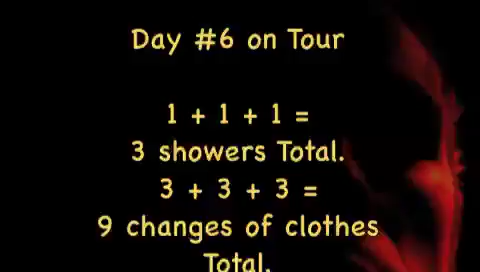 Day #6 on Tour
1 + 1 + 1 =
3 showers Total.
3 + 3 + 3 =
9 changes of clothes
Total.